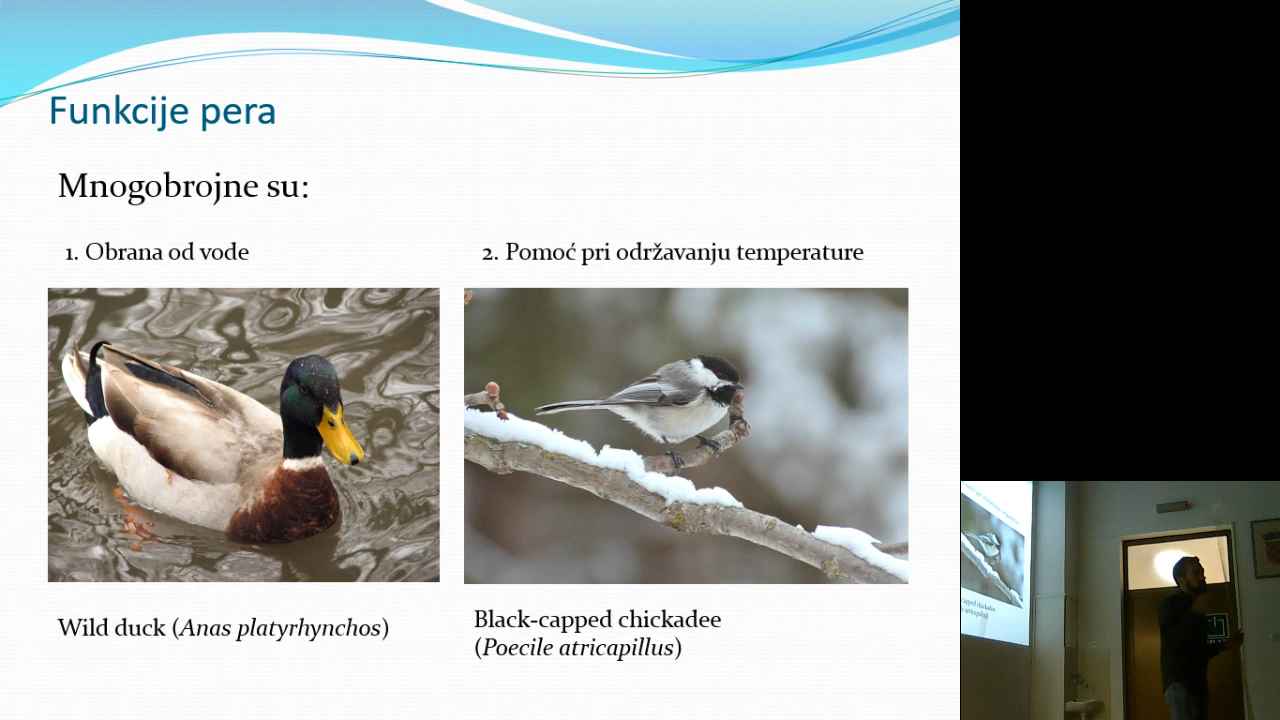 Funkcije pera
Mnogobrojne su:
1. Obrana od vode
2. Pomoć pri održavanju temperature
Wild duck (Anas platyrhynchos)
Black-capped chickadee
(Poecile atricapillus)